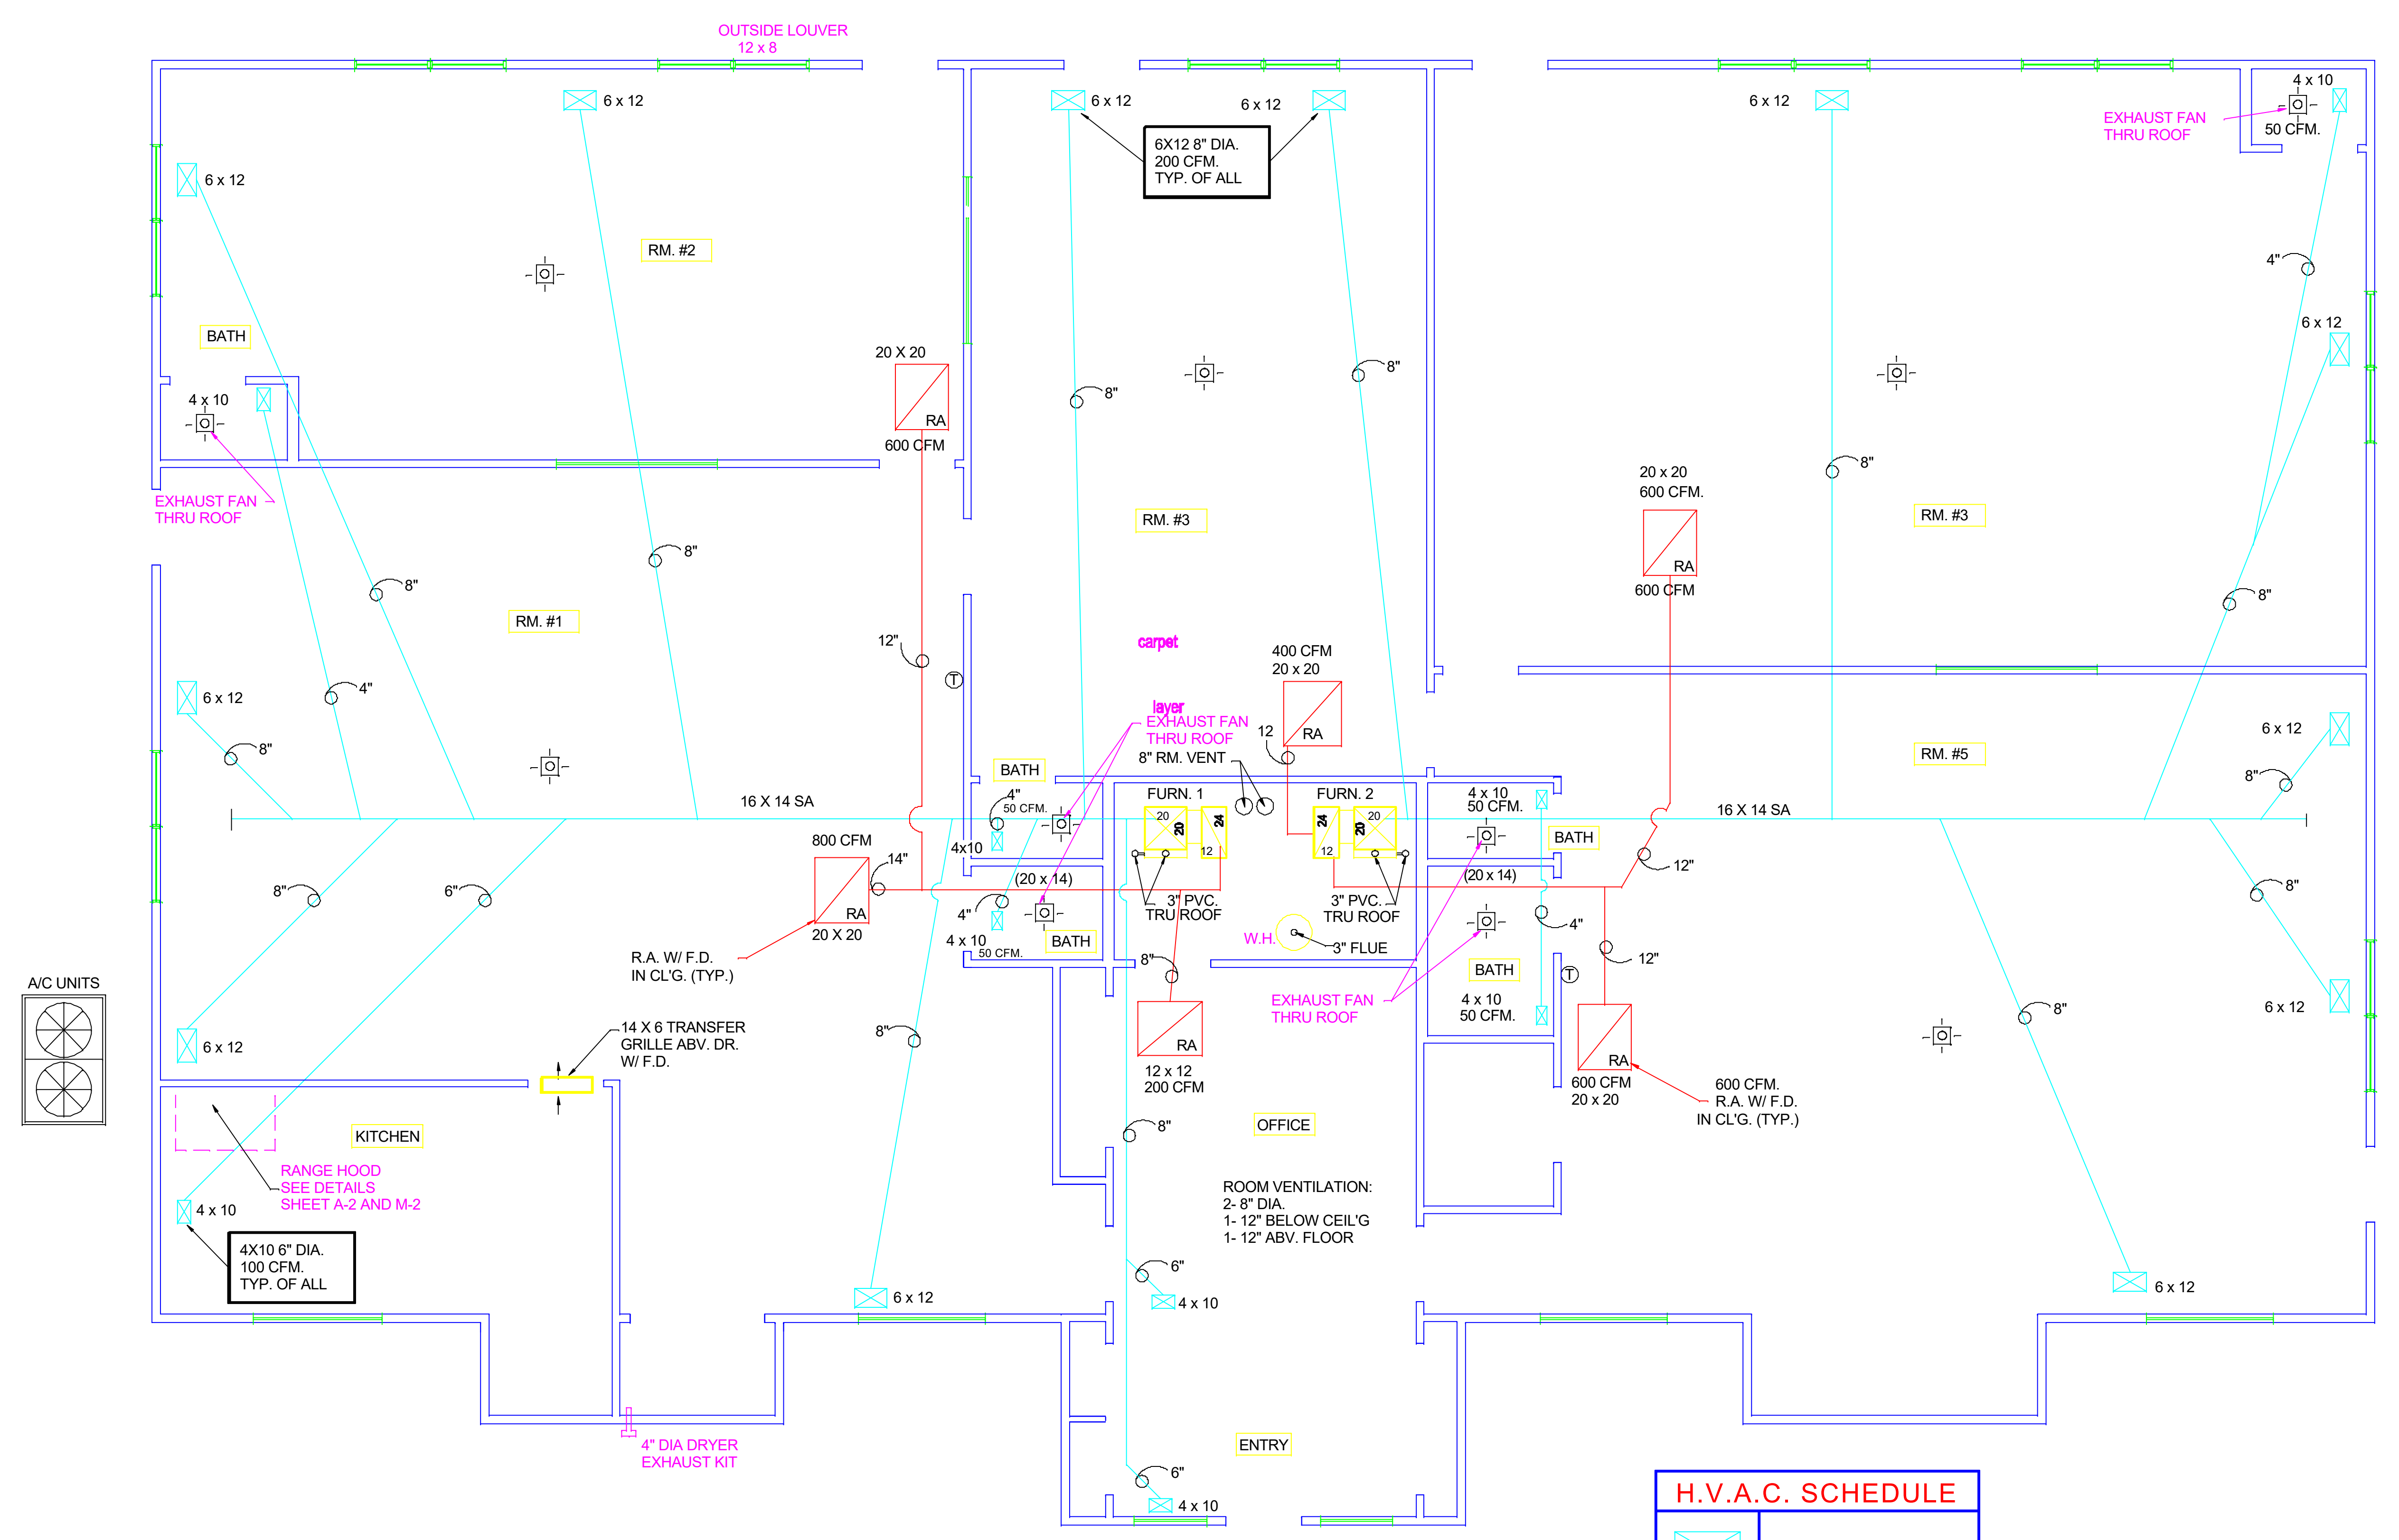 OUTSIDE LOUVER
12 x 8
6 x 12
6 x 12
6 x 12
6 x 12
4 x 10
EXHAUST FAN
THRU ROOF
50 CFM.
6X12 8" DIA.
200 CFM.
TYP. OF ALL
6 x 12
RM. #2
4"
BATH
6 x 12
20 X 20
RA
600 CFM
8"
8"
4 x 10
EXHAUST FAN
THRU ROOF
8"
20 x 20
600 CFM.
RM. #3
RM. #3
RA
600 CFM
8"
8"
8"
RM. #1
12"
carpet
400 CFM
20 x 20
T
4"
6 x 12
layer
EXHAUST FAN
THRU ROOF
12
RA
6 x 12
8"
8" RM. VENT
RM. #5
BATH
8"
16 X 14 SA
4"
50 CFM.
FURN. 1
FURN. 2
4 x 10
50 CFM.
16 X 14 SA
20
20
24
12
24
12
20
20
800 CFM
4x10
BATH
14"
RA
20 X 20
(20 x 14)
(20 x 14)
12"
8"
6"
8"
4"
3" PVC.
TRU ROOF
3" PVC.
TRU ROOF
4"
4 x 10
50 CFM.
BATH
W.H.
3" FLUE
R.A. W/ F.D.
IN CL'G. (TYP.)
8"
12"
BATH
T
A/C UNITS
EXHAUST FAN
THRU ROOF
4 x 10
50 CFM.
6 x 12
8"
14 X 6 TRANSFER
GRILLE ABV. DR.
W/ F.D.
8"
6 x 12
RA
12 x 12
200 CFM
RA
600 CFM
20 x 20
600 CFM.
R.A. W/ F.D.
IN CL'G. (TYP.)
KITCHEN
8"
OFFICE
RANGE HOOD
SEE DETAILS
SHEET A-2 AND M-2
4 x 10
ROOM VENTILATION:
2- 8" DIA.
1- 12" BELOW CEIL'G
1- 12" ABV. FLOOR
4X10 6" DIA.
100 CFM.
TYP. OF ALL
6"
6 x 12
4 x 10
6 x 12
4" DIA DRYER
EXHAUST KIT
ENTRY
6"
4 x 10
H.V.A.C. SCHEDULE